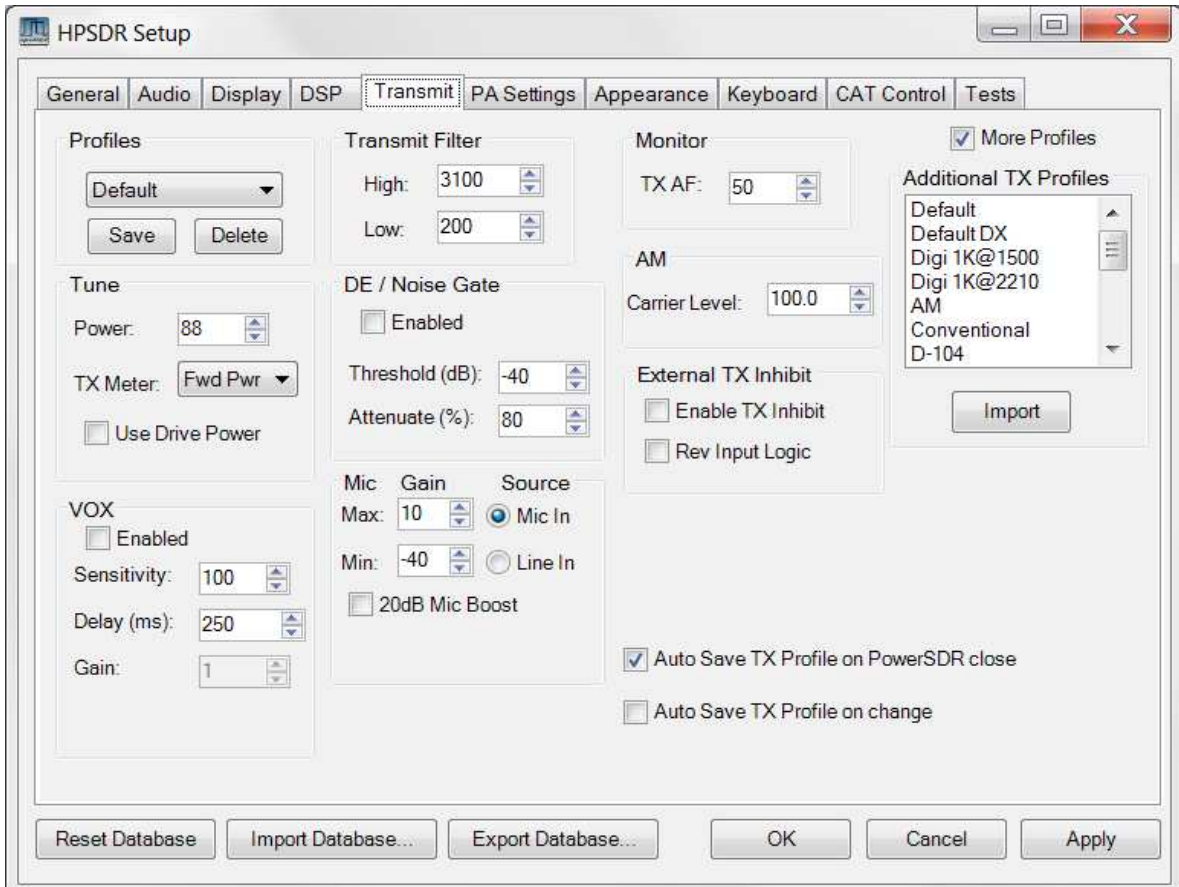 HPSDR Setup
General Audio Display DSP Transmit PA Settings Appearance Keyboard CAT Control Tests
Profiles
Default
Save Delete
Tune
Power: 88
TX Meter: Fwd Pwr
Use Drive Power
VOX
Enabled
Sensitivity: 100
Delay (ms): 250
Gain: 1
Transmit Filter
High: 3100
Low: 200
DE / Noise Gate
Enabled
Threshold (dB): -40
Attenuate (%): 80
Mic Gain Source
Max: 10 Mic In
Min: -40 Line In
20dB Mic Boost
Monitor
TX AF: 50
AM
Carrier Level: 100.0
External TX Inhibit
Enable TX Inhibit
Rev Input Logic
More Profiles
Additional TX Profiles
Default
Default DX
Digi 1K@1500
Digi 1K@2210
AM
Conventional
D-104
Import
Auto Save TX Profile on PowerSDR close
Auto Save TX Profile on change
Reset Database Import Database... Export Database... OK Cancel Apply